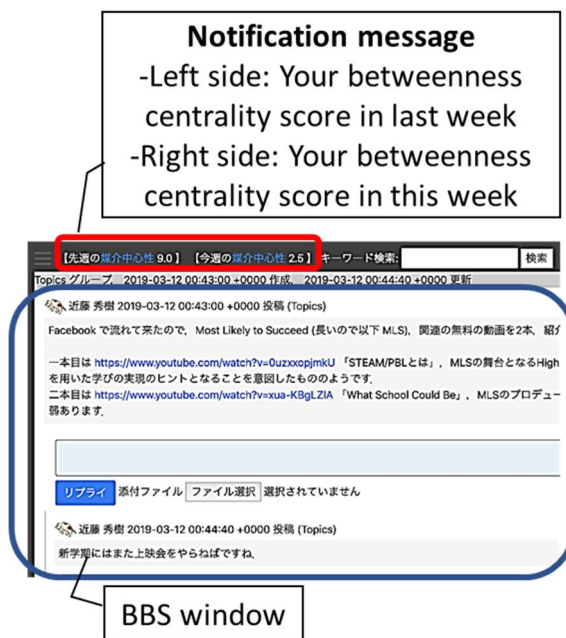 Notification message
-Left side: Your betweenness
centrality score in last week
-Right side: Your betweenness
centrality score in this week
【先週の媒介中心性 9.0 】 【今週の媒介中心性 2.5 】 キーワード検索: 検索
Topics グループ, 2019-03-12 00:43:00 +0000 作成, 2019-03-12 00:44:40 +0000 更新
近藤 秀樹 2019-03-12 00:43:00 +0000 投稿 (Topics)
Facebook で流れて来たので, Most Likely to Succeed (長いので以下 MLS), 関連の無料の動画を2本, 紹介
一本目は https://www.youtube.com/watch?v=0uzxxopjmkU 「STEAM/PBLとは」, MLSの舞台となるHigh
を用いた学びの実現のヒントとなることを意図したもののようです.
二本目は https://www.youtube.com/watch?v=xua-KBgLZIA 「What School Could Be」, MLSのプロデュー
弱あります.
リプライ 添付ファイル ファイル選択 選択されていません
近藤 秀樹 2019-03-12 00:44:40 +0000 投稿 (Topics)
新学期にはまた上映会をやらねばですね.
BBS window